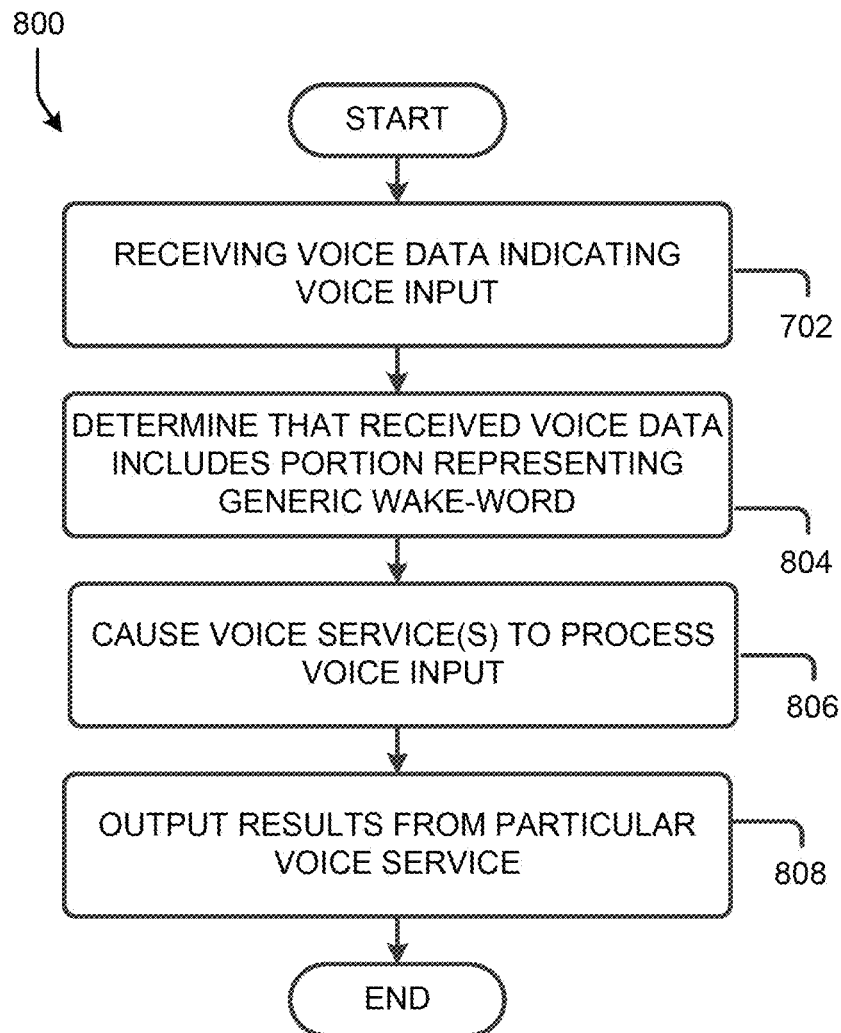 800
START
RECEIVING VOICE DATA INDICATING
VOICE INPUT
702
DETERMINE THAT RECEIVED VOICE DATA
INCLUDES PORTION REPRESENTING
GENERIC WAKE-WORD
804
CAUSE VOICE SERVICE(S) TO PROCESS
VOICE INPUT
806
OUTPUT RESULTS FROM PARTICULAR
VOICE SERVICE
808
END